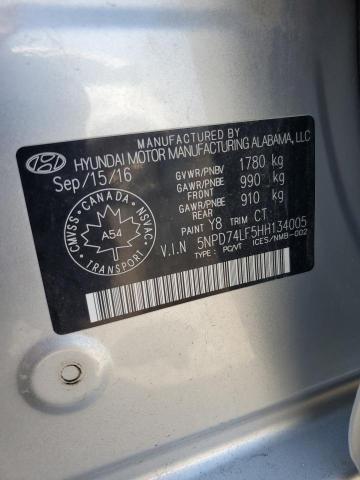 MANUFACTURED BY
HYUNDAI MOTOR MANUFACTURING ALABAMA, LLC
Sep/15/16
GVWR/PNBV 1780 kg
GAWR/PNBE FRONT 990 kg
GAWR/PNBE REAR 910 kg
PAINT Y8 TRIM CT
V.I.N 5NPD74LF5HH134005
TYPE: PC/VT ICES/NMB-002
CANADA
CMVSS
NSVAC
A54
TRANSPORT